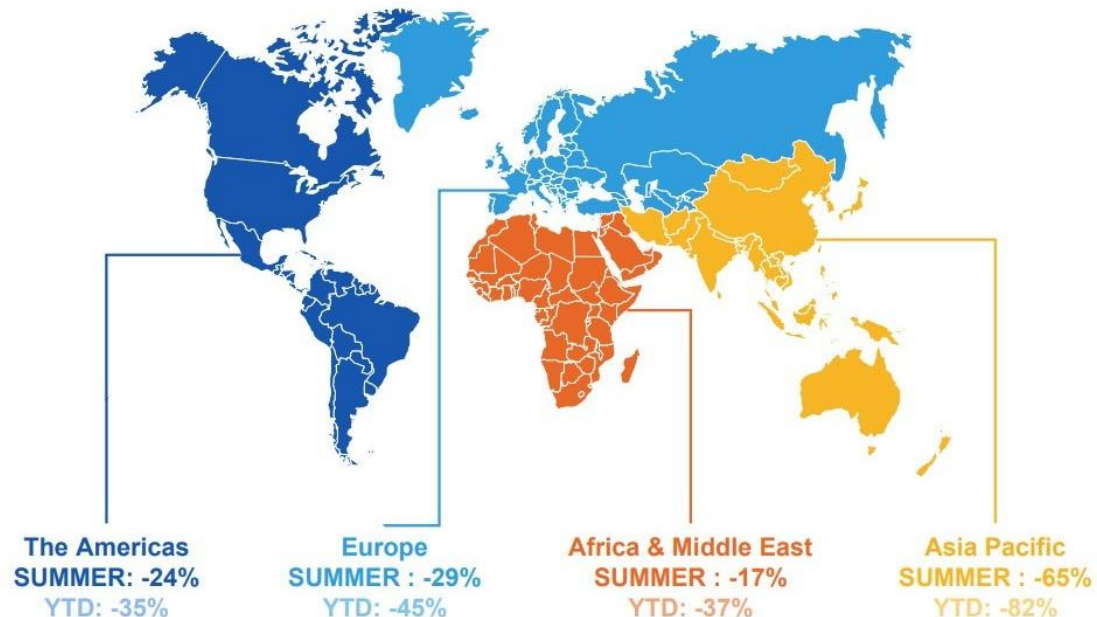 The Americas
SUMMER: -24%
YTD: -35%
Europe
SUMMER : -29%
YTD: -45%
Africa & Middle East
SUMMER : -17%
YTD: -37%
Asia Pacific
SUMMER : -65%
YTD: -82%